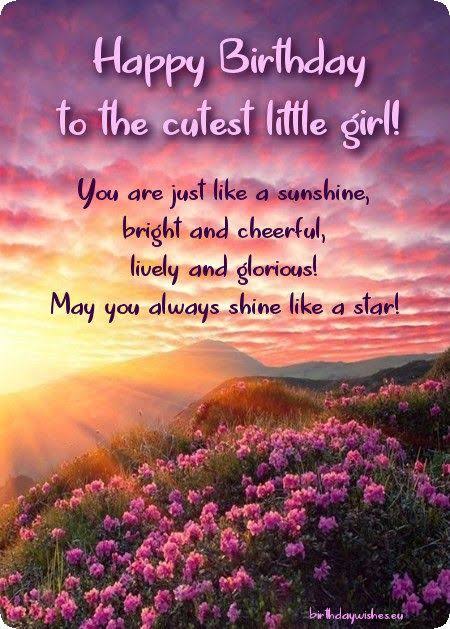 Happy Birthday
to the cutest little girl!
You are just like a sunshine,
bright and cheerful,
lively and glorious!
May you always shine like a star!
birthdaywishes.eu